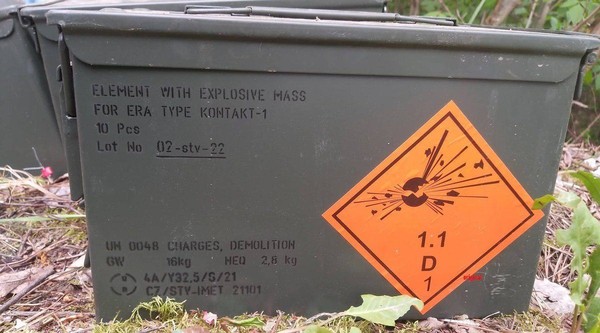 ELEMENT WITH EXPLOSIVE MASS
FOR ERA TYPE KONTAKT-1
10 Pcs
Lot No 02-stv-22
UN 0048 CHARGES, DEMOLITION
GW 16kg NEQ 2,6 kg
4A/Y32,5/S/21
CZ/STV-IMET 21101
1.1
D
1